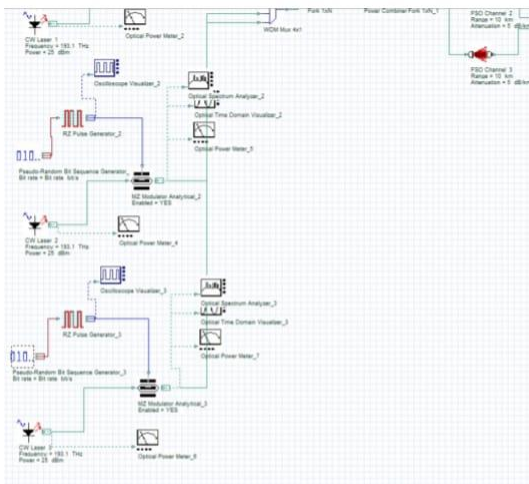 Fork 1xN
Power Combiner Fork 1xN_1
FSO Channel 2
Range = 10 km
Attenuation = 5 dB/km
CW Laser 1
Frequency = 193.1 THz
Power = 25 dBm
Optical Power Meter_2
WDM Mux 4x1
FSO Channel 3
Range = 10 km
Attenuation = 5 dB/km
Oscilloscope Visualizer_2
Optical Spectrum Analyzer_2
Optical Time Domain Visualizer_2
RZ Pulse Generator_2
Optical Power Meter_5
Pseudo-Random Bit Sequence Generator_
Bit rate = Bit rate bit/s
MZ Modulator Analytical_2
Enabled = YES
CW Laser 2
Frequency = 193.1 THz
Power = 25 dBm
Optical Power Meter_4
Oscilloscope Visualizer_3
Optical Spectrum Analyzer_3
Optical Time Domain Visualizer_3
RZ Pulse Generator_3
Optical Power Meter_7
Pseudo-Random Bit Sequence Generator_3
Bit rate = Bit rate bit/s
MZ Modulator Analytical_3
Enabled = YES
CW Laser 3
Frequency = 193.1 THz
Power = 25 dBm
Optical Power Meter_6